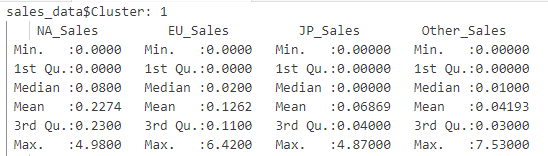 sales_data$Cluster: 1
NA_Sales EU_Sales JP_Sales Other_Sales
Min. :0.0000 Min. :0.0000 Min. :0.00000 Min. :0.00000
1st Qu.:0.0000 1st Qu.:0.0000 1st Qu.:0.00000 1st Qu.:0.00000
Median :0.0800 Median :0.0200 Median :0.00000 Median :0.01000
Mean :0.2274 Mean :0.1262 Mean :0.06869 Mean :0.04193
3rd Qu.:0.2300 3rd Qu.:0.1100 3rd Qu.:0.04000 3rd Qu.:0.03000
Max. :4.9800 Max. :6.4200 Max. :4.87000 Max. :7.53000